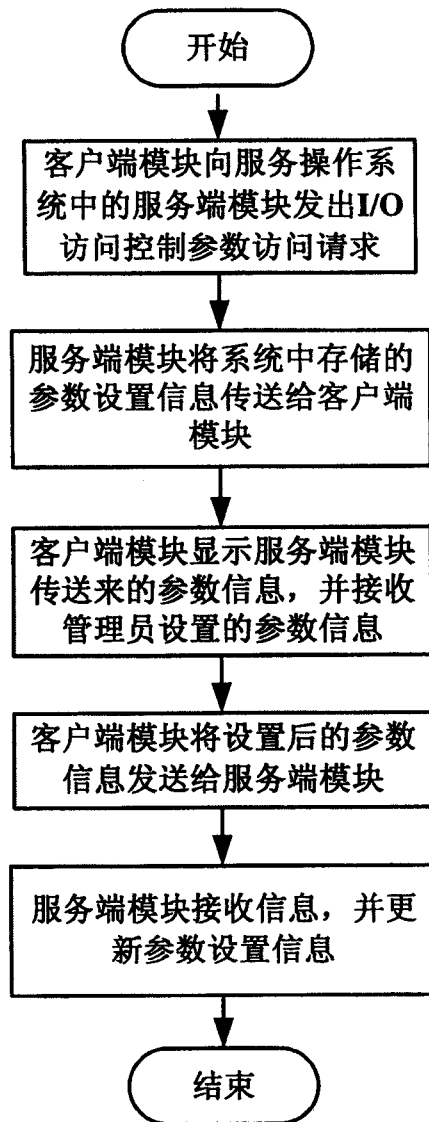 开始
客户端模块向服务操作系
统中的服务端模块发出I/O
访问控制参数访问请求
服务端模块将系统中存储的
参数设置信息传送给客户端
模块
客户端模块显示服务端模块
传送来的参数信息，并接收
管理员设置的参数信息
客户端模块将设置后的参数
信息发送给服务端模块
服务端模块接收信息，并更
新参数设置信息
结束